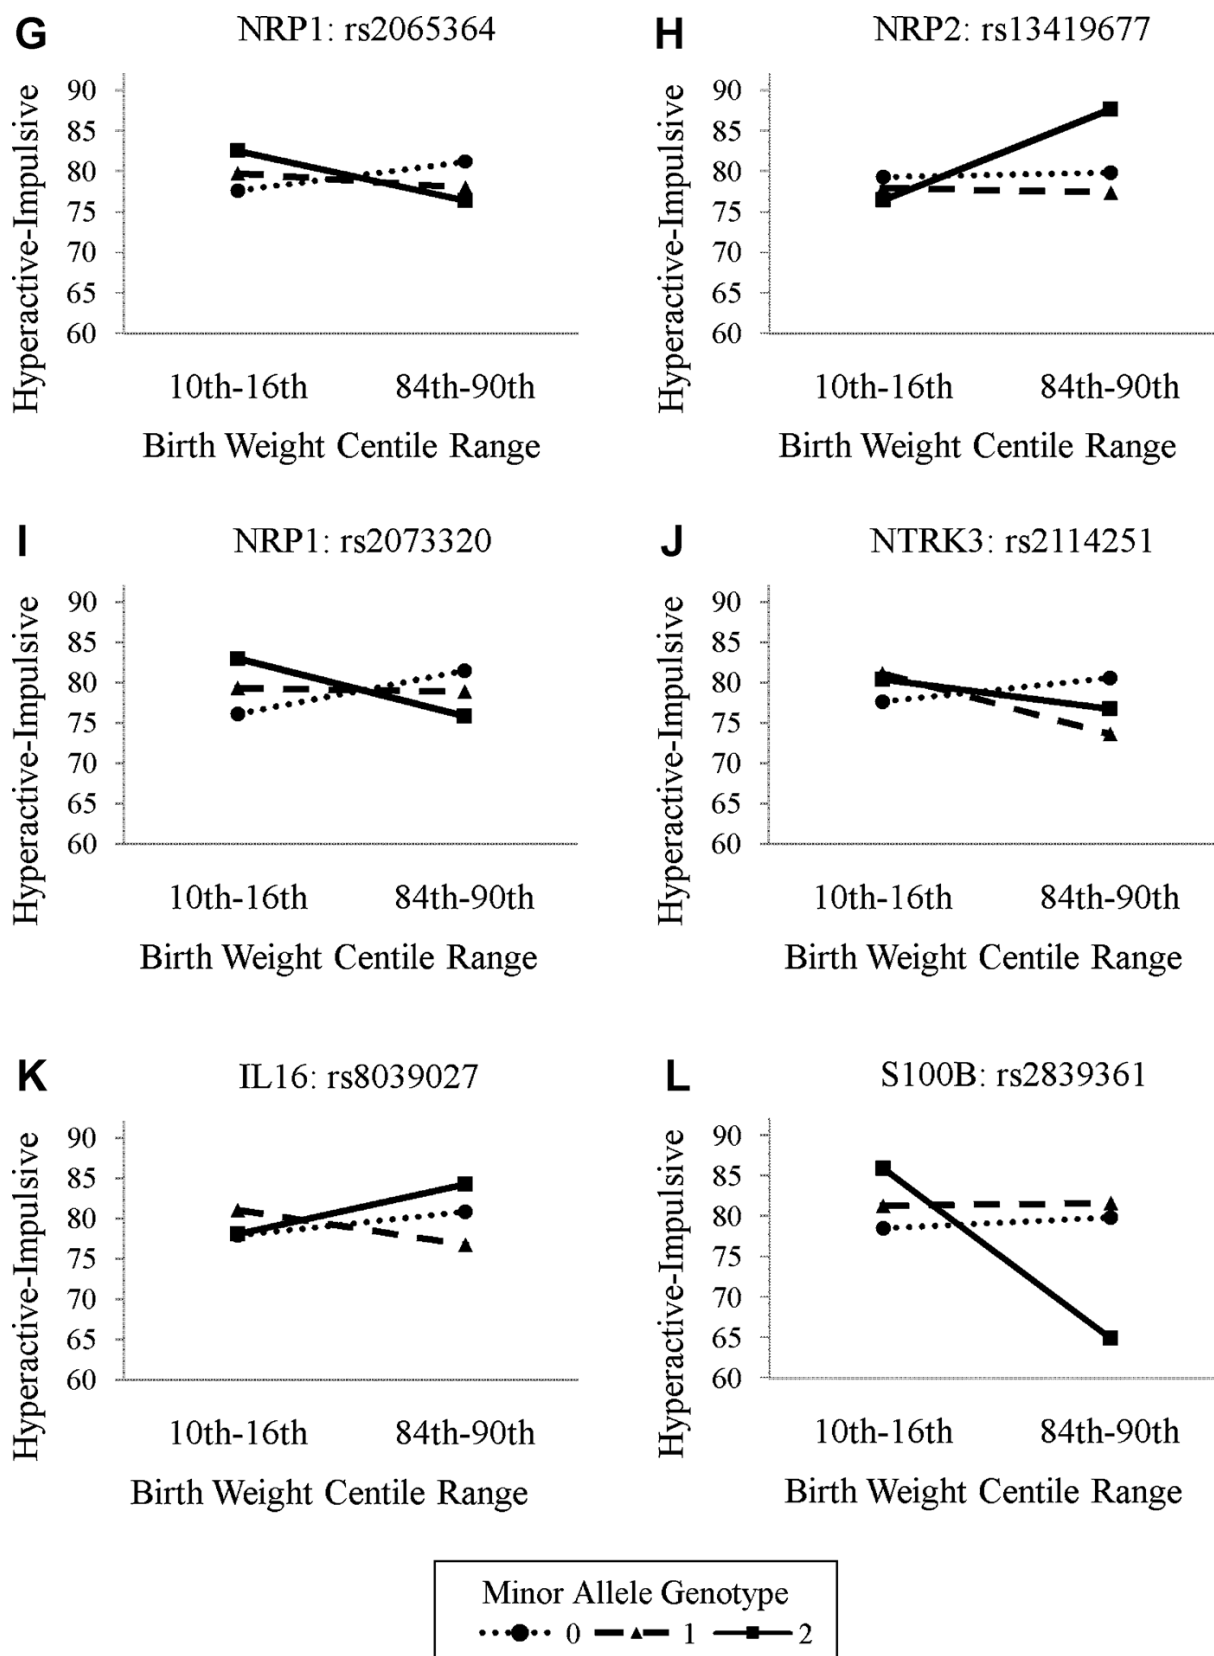 G
NRP1: rs2065364
Hyperactive-Impulsive
90
85
80
75
70
65
60
10th-16th 84th-90th
Birth Weight Centile Range
H
NRP2: rs13419677
Hyperactive-Impulsive
90
85
80
75
70
65
60
10th-16th 84th-90th
Birth Weight Centile Range
I
NRP1: rs2073320
Hyperactive-Impulsive
90
85
80
75
70
65
60
10th-16th 84th-90th
Birth Weight Centile Range
J
NTRK3: rs2114251
Hyperactive-Impulsive
90
85
80
75
70
65
60
10th-16th 84th-90th
Birth Weight Centile Range
K
IL16: rs8039027
Hyperactive-Impulsive
90
85
80
75
70
65
60
10th-16th 84th-90th
Birth Weight Centile Range
L
S100B: rs2839361
Hyperactive-Impulsive
90
85
80
75
70
65
60
10th-16th 84th-90th
Birth Weight Centile Range
Minor Allele Genotype
0 1 2